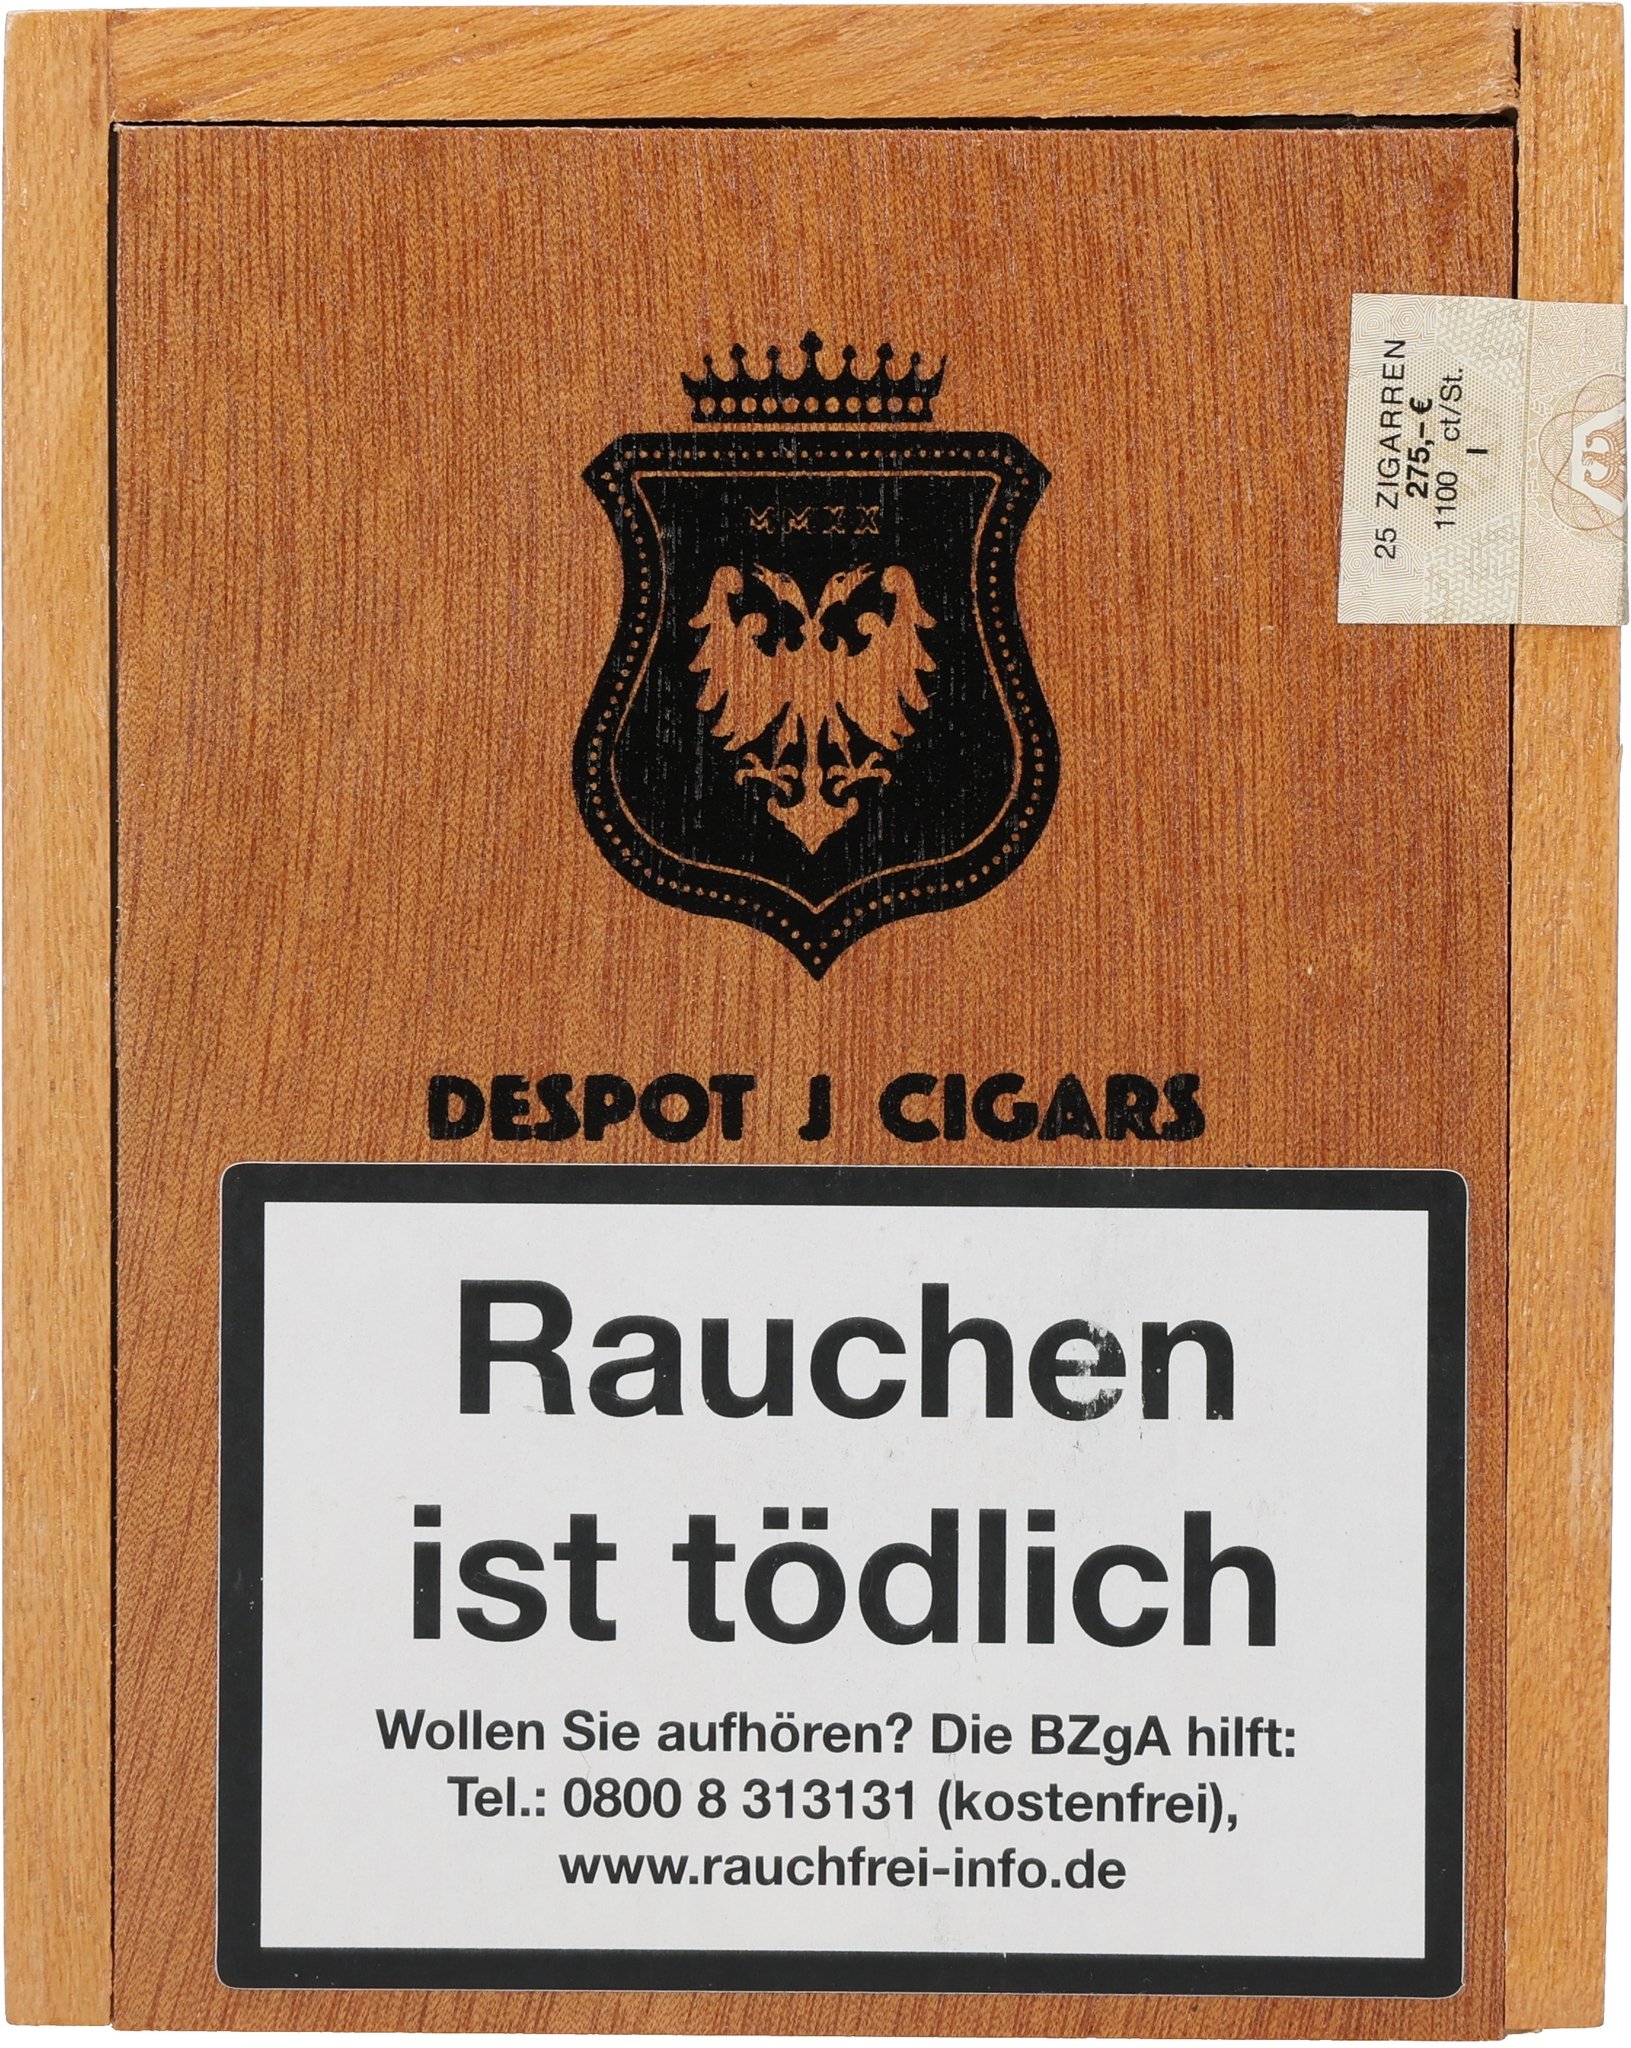 MMXX
25 ZIGARREN
275,– €
1100 ct/St.
I
DESPOT J CIGARS
Rauchen
ist tödlich
Wollen Sie aufhören? Die BZgA hilft:
Tel.: 0800 8 313131 (kostenfrei),
www.rauchfrei-info.de